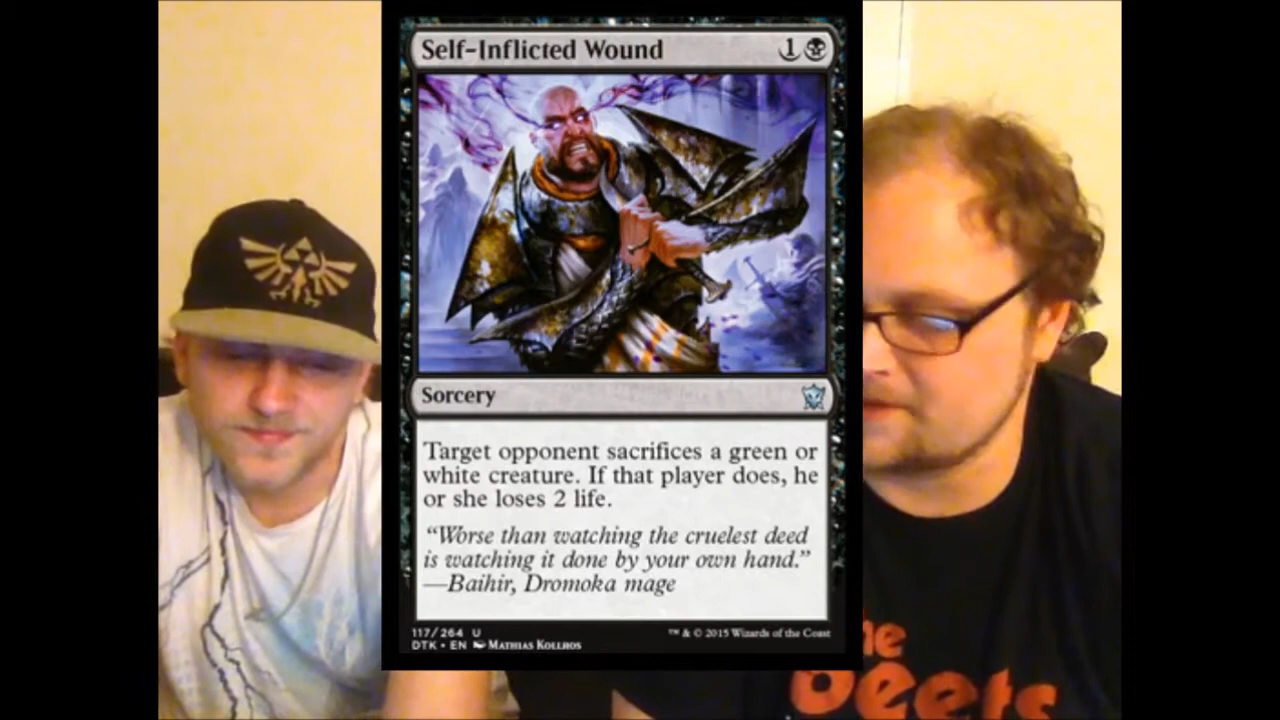 Self-Inflicted Wound 1
Sorcery
Target opponent sacrifices a green or
white creature. If that player does, he
or she loses 2 life.
“Worse than watching the cruelest deed
is watching it done by your own hand.”
—Baihir, Dromoka mage
117/264 U
DTK • EN Mathias Kollros
™ & © 2015 Wizards of the Coast
he
beets